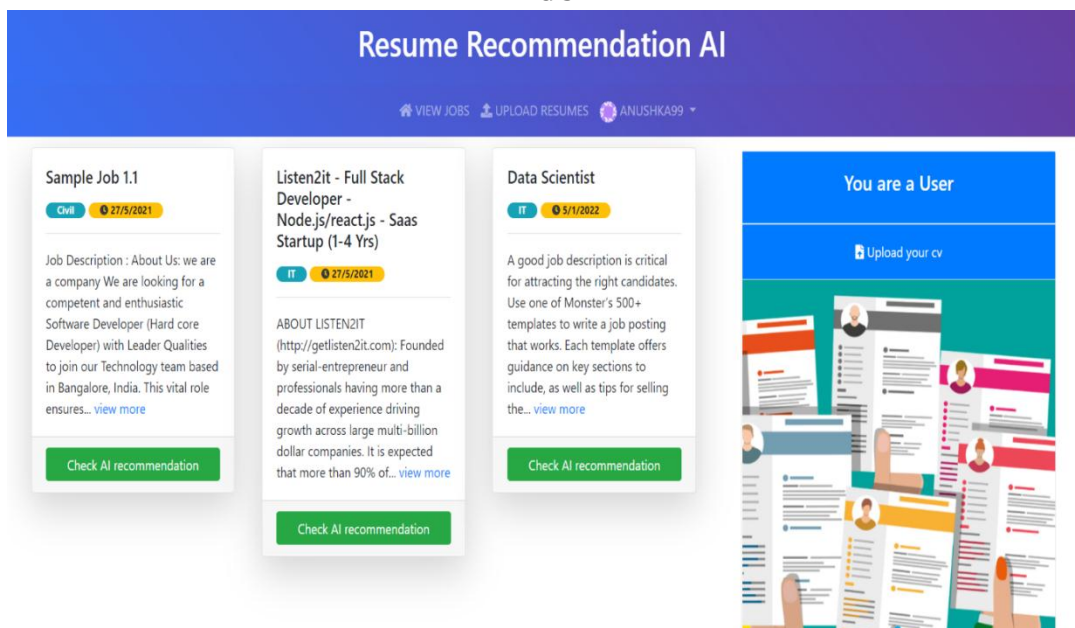 Resume Recommendation AI
VIEW JOBS UPLOAD RESUMES ANUSHKA99
Sample Job 1.1
Civil 27/5/2021
Job Description : About Us: we are
a company We are looking for a
competent and enthusiastic
Software Developer (Hard core
Developer) with Leader Qualities
to join our Technology team based
in Bangalore, India. This vital role
ensures... view more
Check AI recommendation
Listen2it - Full Stack
Developer -
Node.js/react.js - Saas
Startup (1-4 Yrs)
IT 27/5/2021
ABOUT LISTEN2IT
(http://getlisten2it.com): Founded
by serial-entrepreneur and
professionals having more than a
decade of experience driving
growth across large multi-billion
dollar companies. It is expected
that more than 90% of... view more
Check AI recommendation
Data Scientist
IT 5/1/2022
A good job description is critical
for attracting the right candidates.
Use one of Monster's 500+
templates to write a job posting
that works. Each template offers
guidance on key sections to
include, as well as tips for selling
the... view more
Check AI recommendation
You are a User
Upload your cv